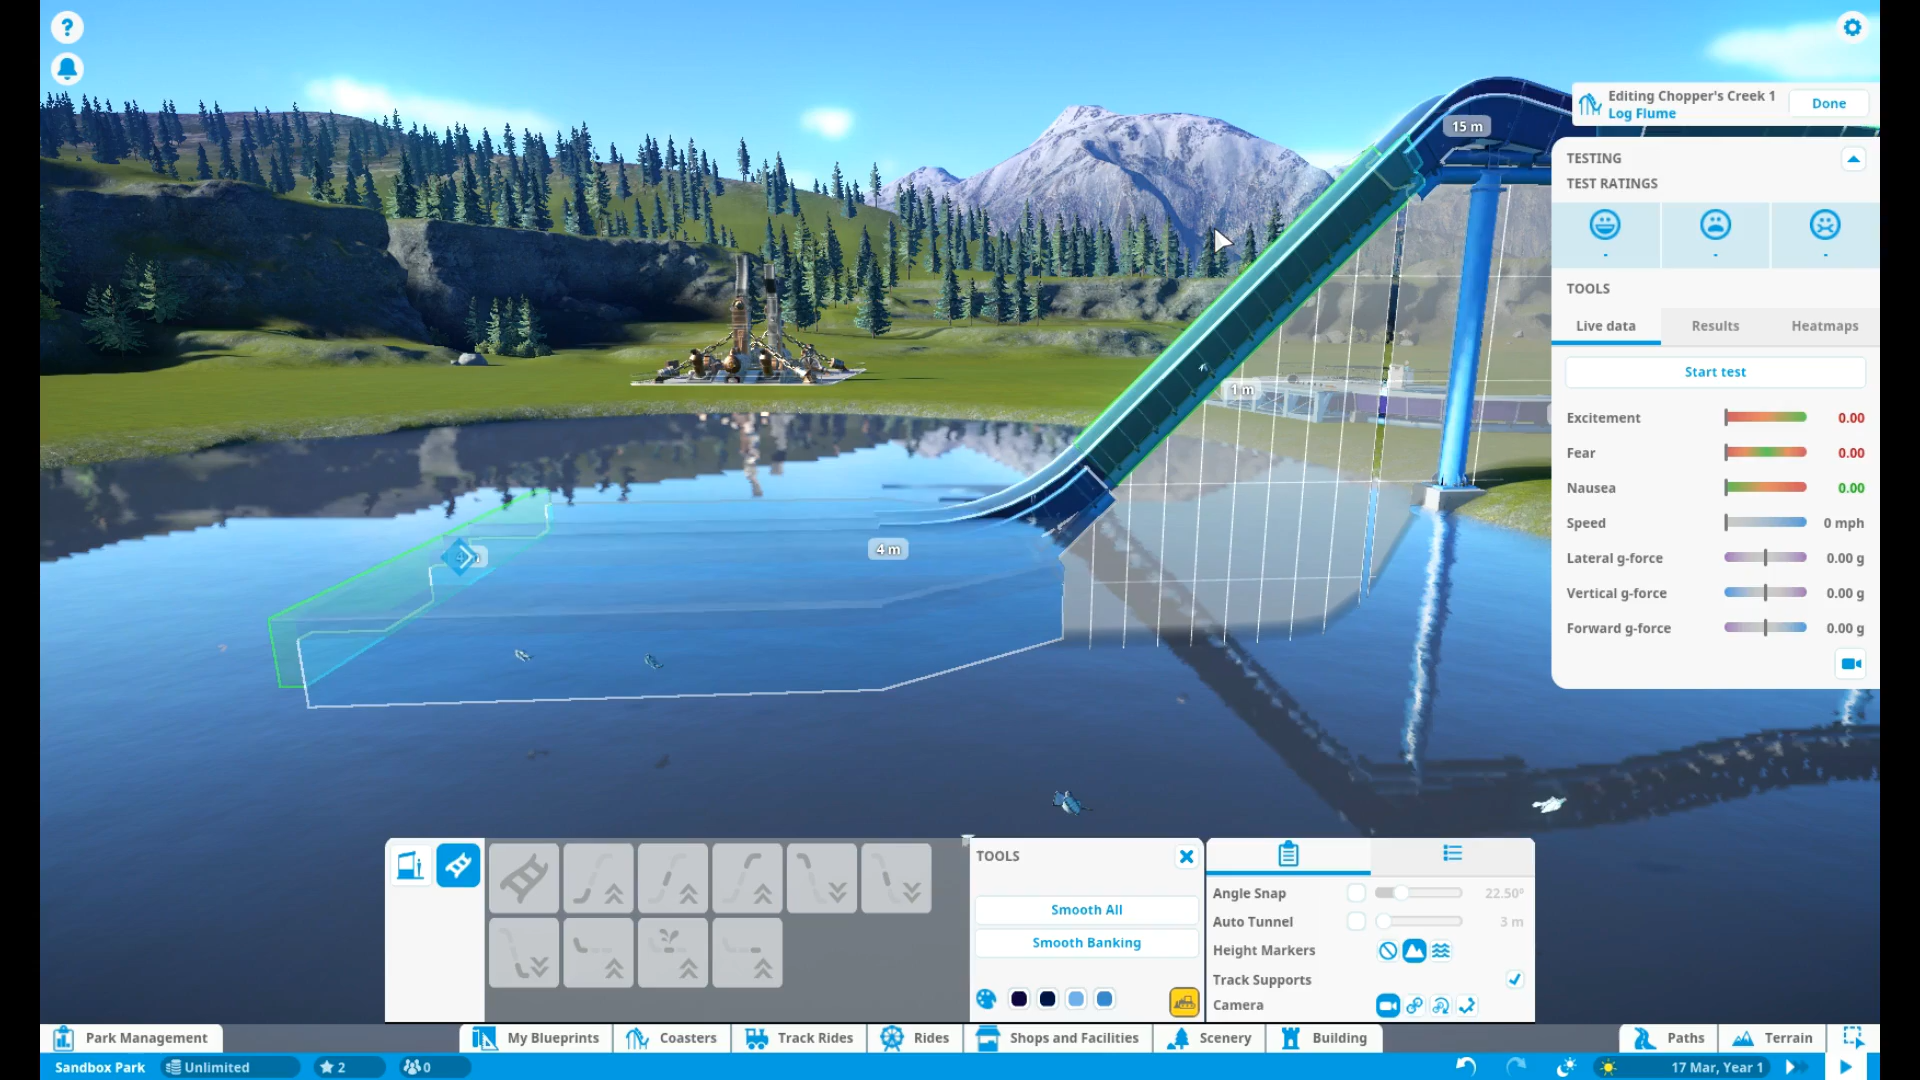 ?
Editing Chopper's Creek 1
Log Flume
Done
15 m
TESTING
TEST RATINGS
-
-
-
TOOLS
Live data
Results
Heatmaps
Start test
1 m
Excitement
0.00
Fear
0.00
Nausea
0.00
Speed
0 mph
4 m
Lateral g-force
0.00 g
Vertical g-force
0.00 g
Forward g-force
0.00 g
TOOLS
Smooth All
Smooth Banking
Angle Snap
22.50°
Auto Tunnel
3 m
Height Markers
Track Supports
Camera
Park Management
My Blueprints
Coasters
Track Rides
Rides
Shops and Facilities
Scenery
Building
Paths
Terrain
Sandbox Park
Unlimited
2
0
17 Mar, Year 1